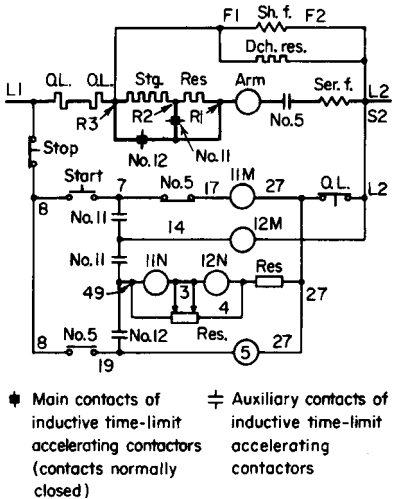 F1 Sh. f. F2
Dch. res.
L1 O.L. O.L. Stg. Res Arm Ser. f. L2
R3 R2 R1 No.5 S2
No.12 No.11
Stop
Start No.5 11M O.L. L2
8 7 17 27
No.11
14 12M
No.11
11N 12N Res
49 3 4 27
Res.
8 No.5 No.12
19 5 27
Main contacts of
inductive time-limit
accelerating contactors
(contacts normally
closed)
Auxiliary contacts of
inductive time-limit
accelerating
contactors